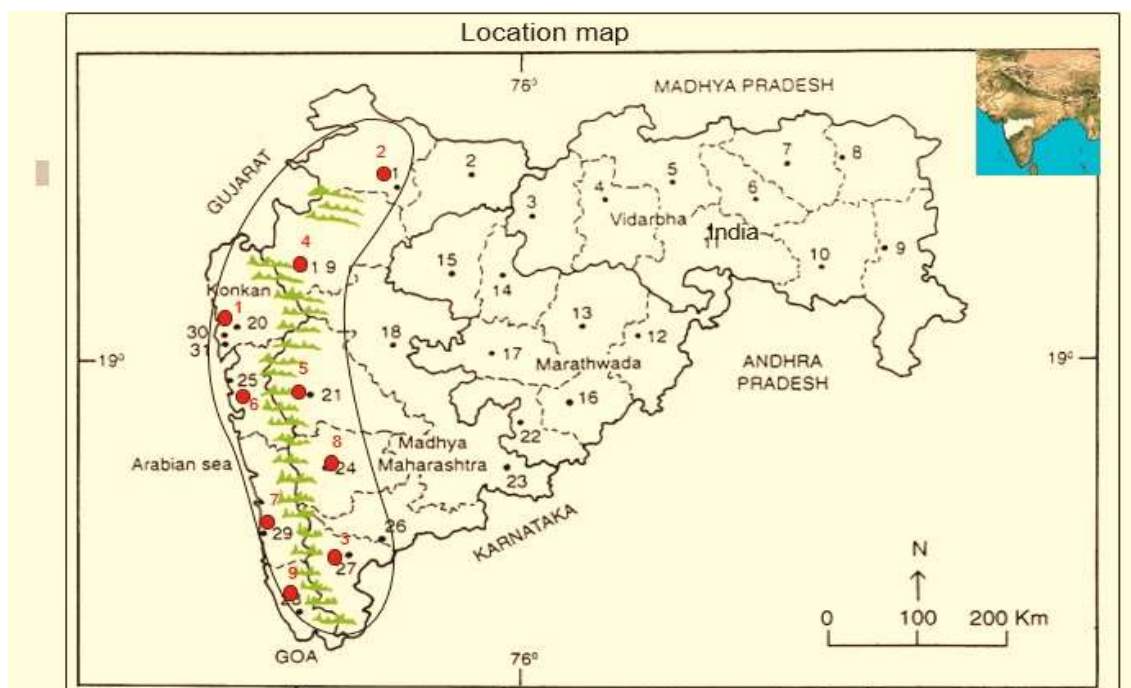 Location map
76°
MADHYA PRADESH
GUJARAT
2
1
2
3
4
5
6
7
8
Vidarbha
India
11
9
10
4
19
15
14
Konkan
1
20
30
31
18
13
12
17
Marathwada
19°
19°
ANDHRA
PRADESH
25
5
21
6
16
22
8
Madhya
Maharashtra
24
23
Arabian sea
7
29
26
KARNATAKA
3
27
9
28
GOA
N
0 100 200 Km
76°